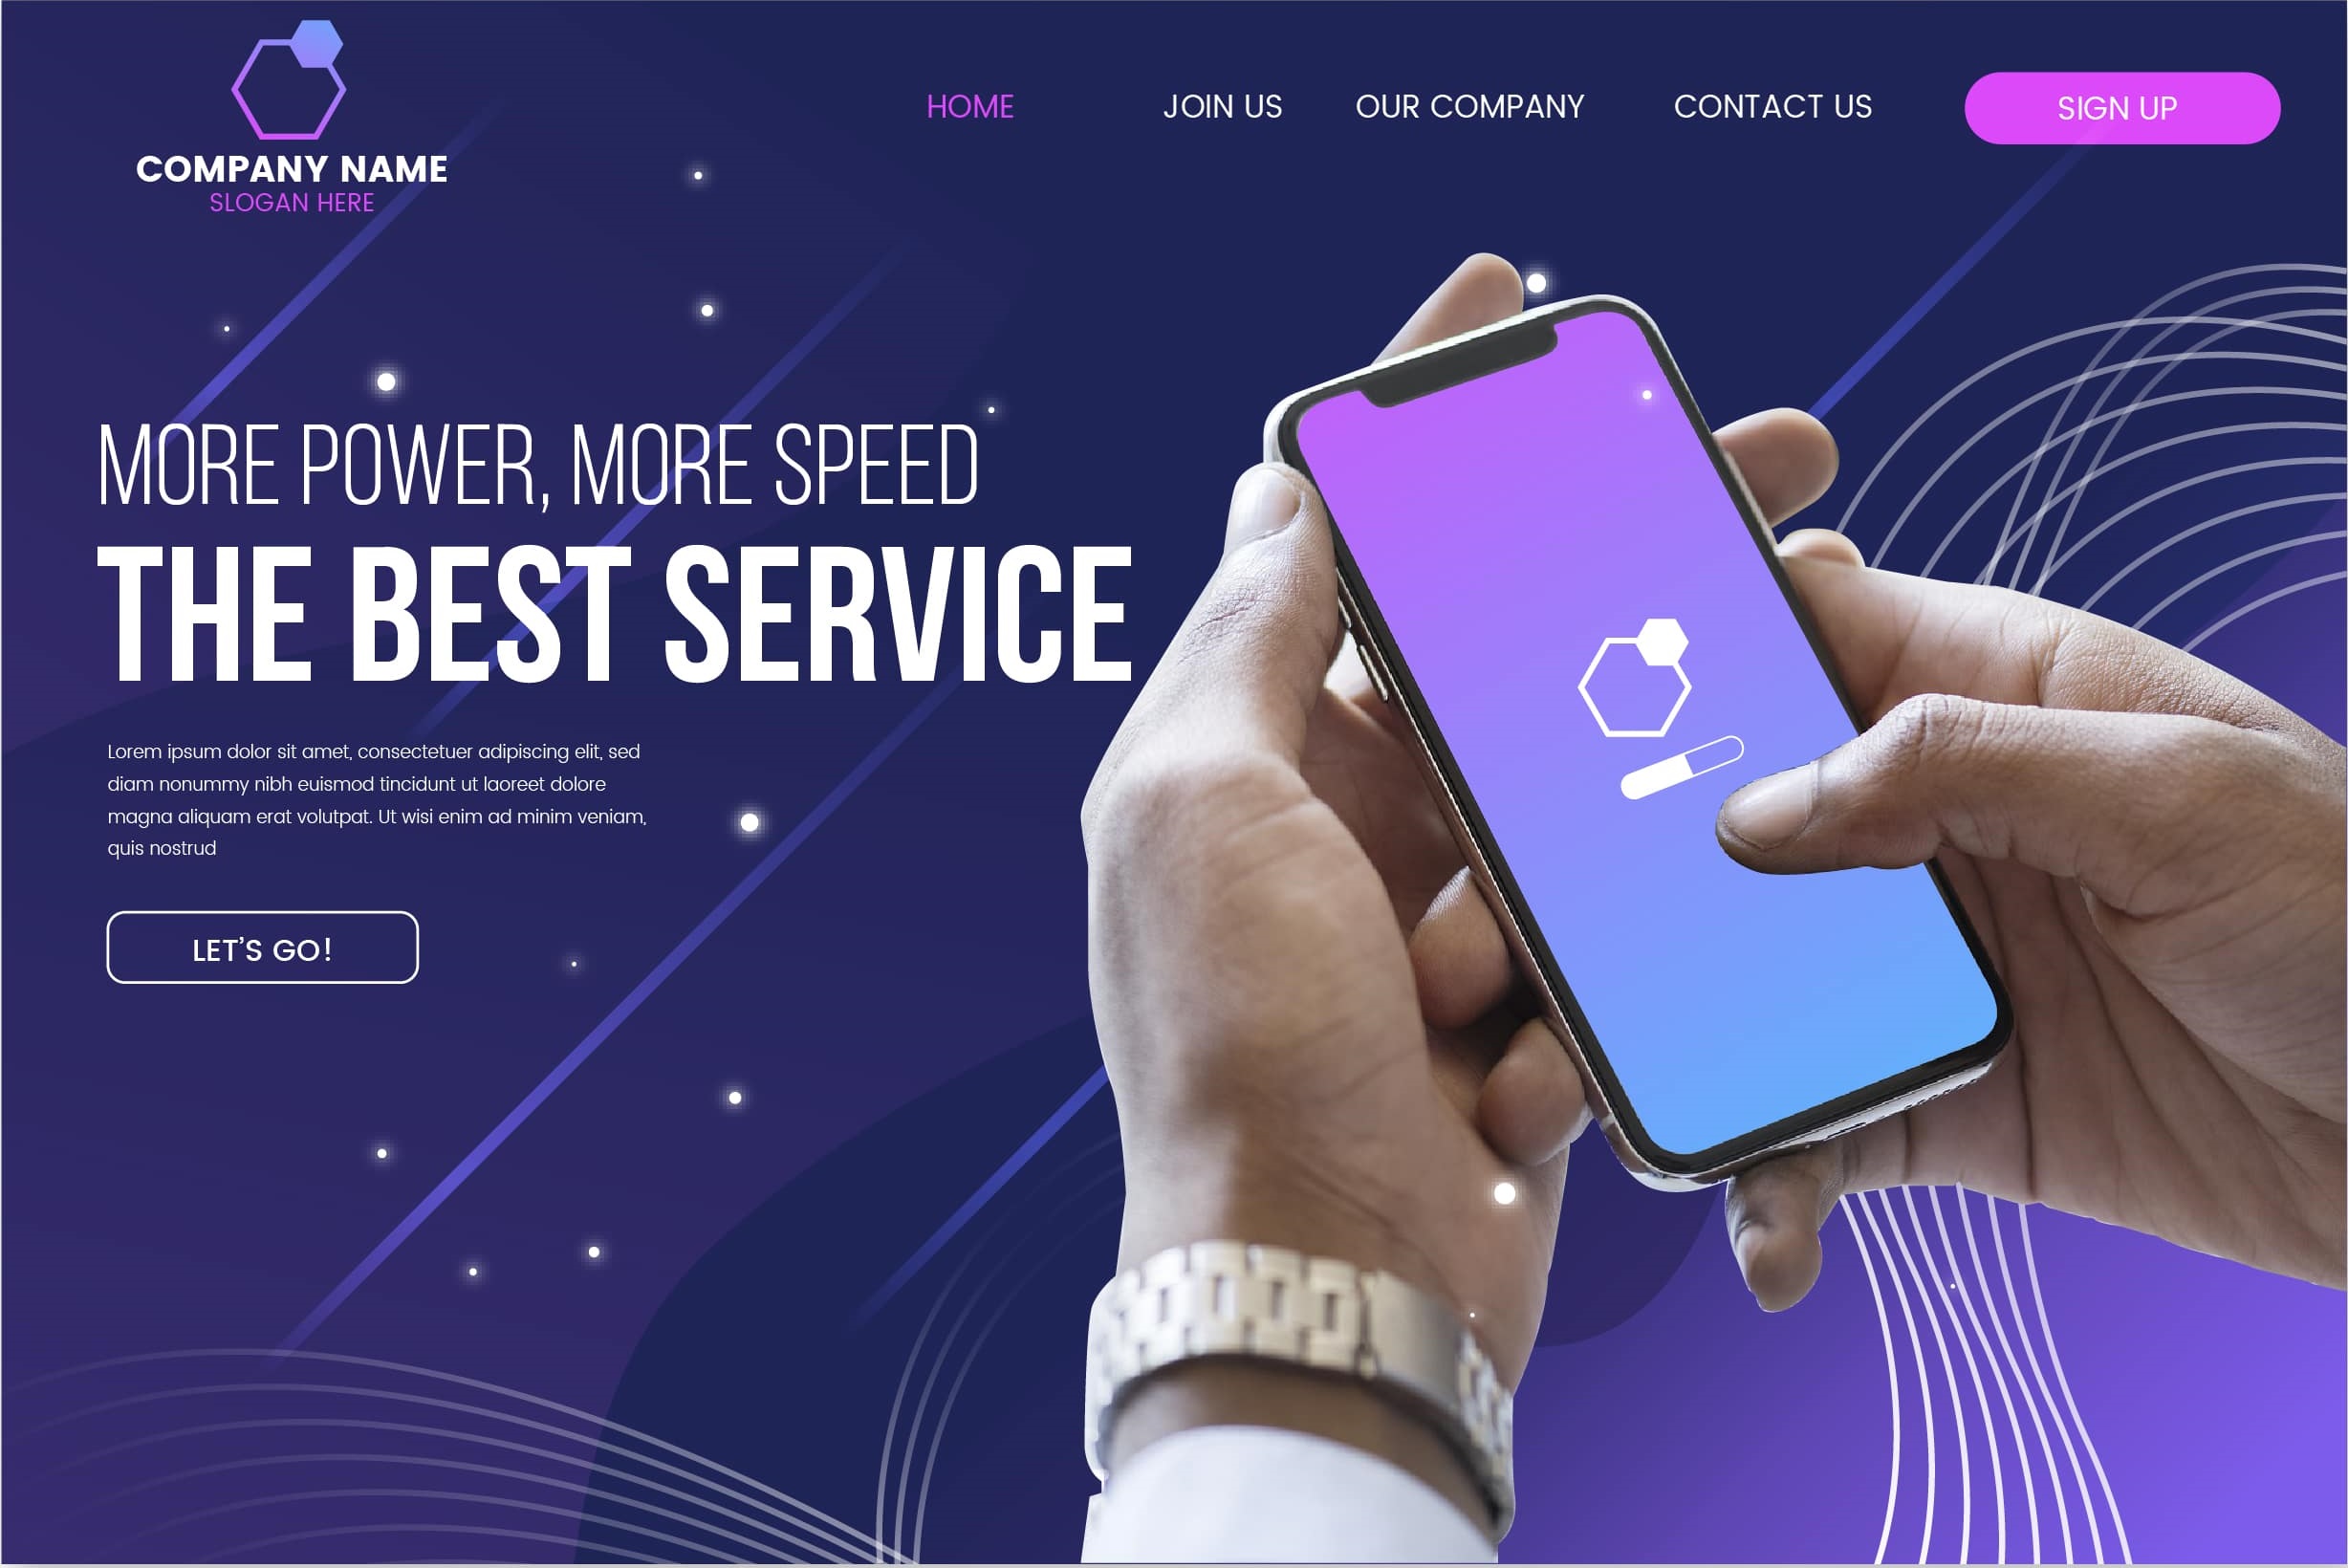 COMPANY NAME
SLOGAN HERE
HOME
JOIN US
OUR COMPANY
CONTACT US
SIGN UP
MORE POWER, MORE SPEED
THE BEST SERVICE
Lorem ipsum dolor sit amet, consectetuer adipiscing elit, sed
diam nonummy nibh euismod tincidunt ut laoreet dolore
magna aliquam erat volutpat. Ut wisi enim ad minim veniam,
quis nostrud
LET’S GO!